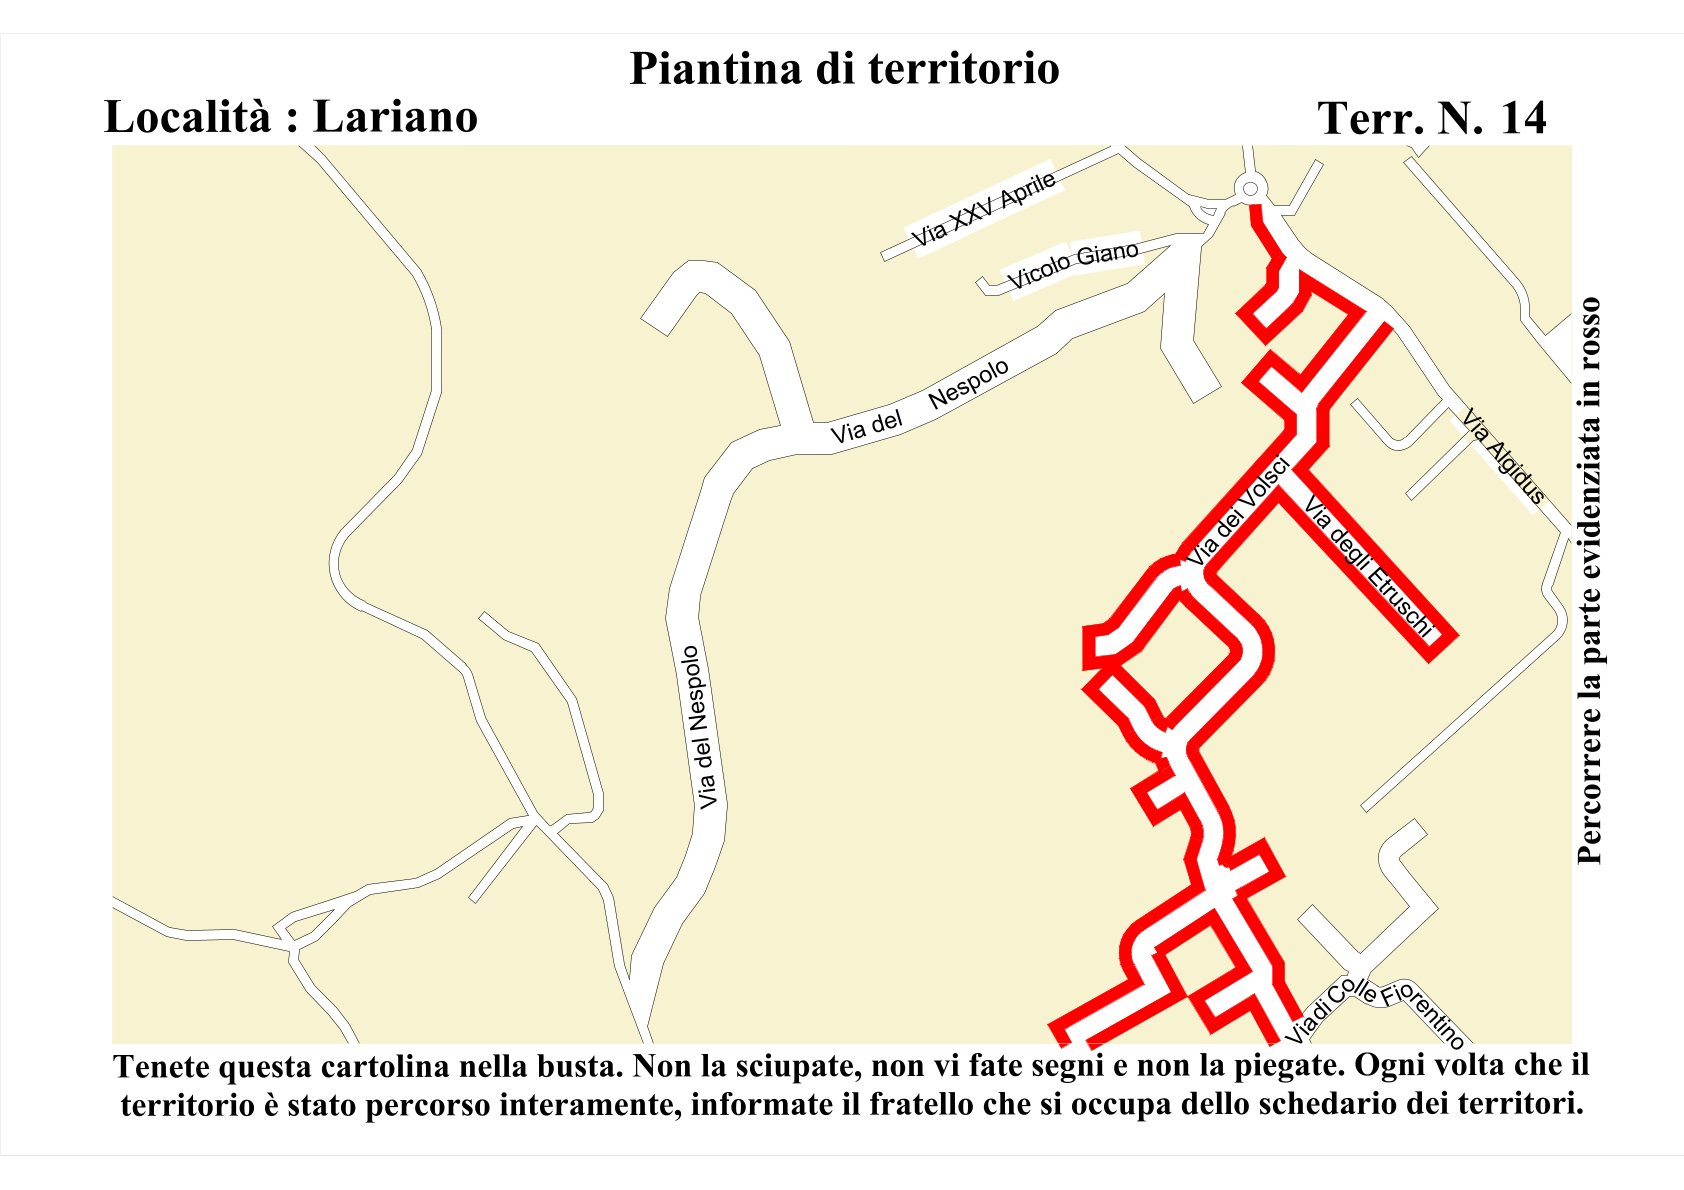 Piantina di territorio
Località : Lariano
Terr. N. 14
Via XXV Aprile
Vicolo Giano
Via del Nespolo
Via Algidus
Via dei Volsci
Via degli Etruschi
Via del Nespolo
Via di Colle Fiorentino
Percorrere la parte evidenziata in rosso
Tenete questa cartolina nella busta. Non la sciupate, non vi fate segni e non la piegate. Ogni volta che il
territorio è stato percorso interamente, informate il fratello che si occupa dello schedario dei territori.